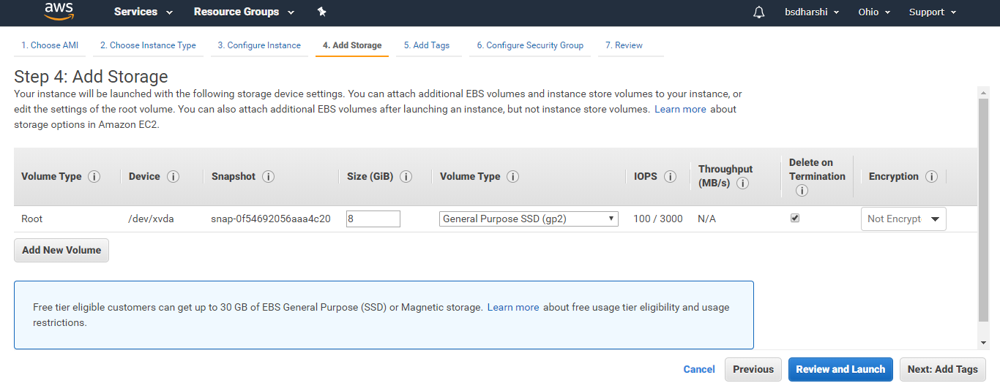 aws Services Resource Groups bsdharshi Ohio Support
1. Choose AMI 2. Choose Instance Type 3. Configure Instance 4. Add Storage 5. Add Tags 6. Configure Security Group 7. Review
Step 4: Add Storage
Your instance will be launched with the following storage device settings. You can attach additional EBS volumes and instance store volumes to your instance, or
edit the settings of the root volume. You can also attach additional EBS volumes after launching an instance, but not instance store volumes. Learn more about
storage options in Amazon EC2.
Volume Type i Device i Snapshot i Size (GiB) i Volume Type i IOPS i Throughput (MB/s) i Delete on Termination i Encryption i
Root /dev/xvda snap-0f54692056aaa4c20 8 General Purpose SSD (gp2) 100 / 3000 N/A Not Encrypt
Add New Volume
Free tier eligible customers can get up to 30 GB of EBS General Purpose (SSD) or Magnetic storage. Learn more about free usage tier eligibility and usage
restrictions.
Cancel Previous Review and Launch Next: Add Tags